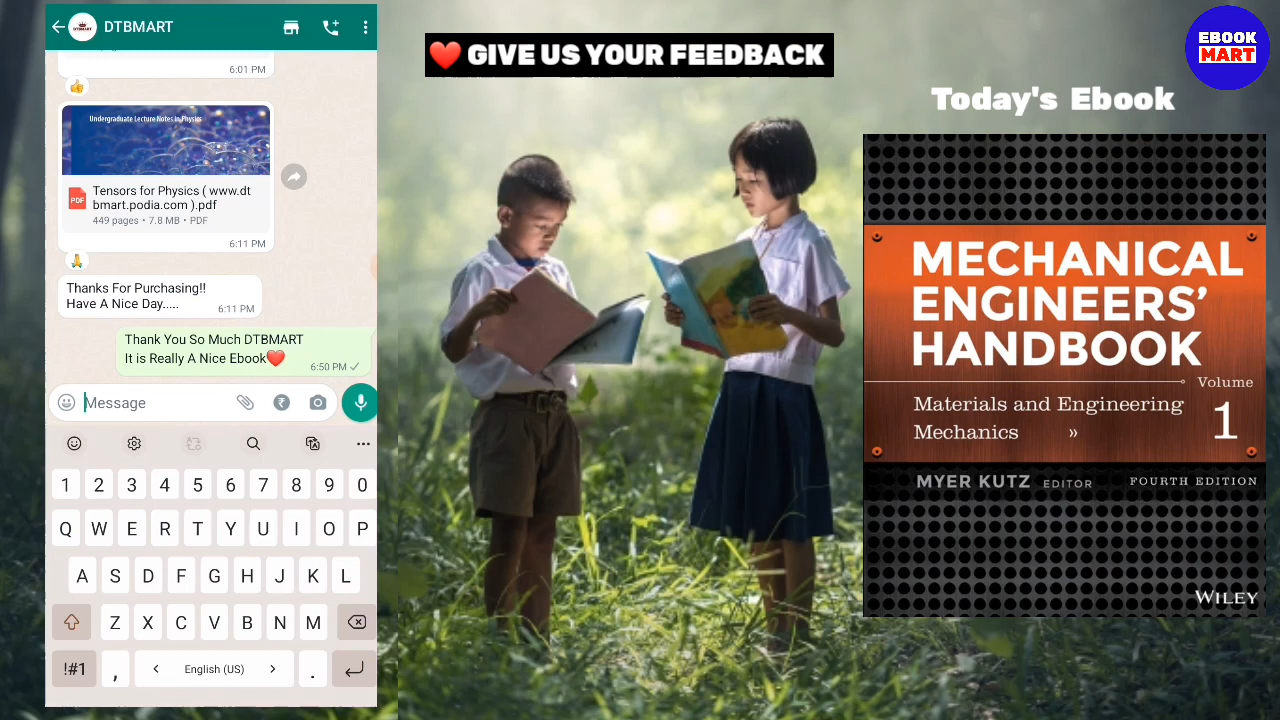 DTBMART
6:01 PM
Undergraduate Lecture Notes in Physics
PDF
Tensors for Physics ( www.dt
bmart.podia.com ).pdf
449 pages • 7.8 MB • PDF
6:11 PM
Thanks For Purchasing!!
Have A Nice Day.....
6:11 PM
Thank You So Much DTBMART
It is Really A Nice Ebook❤️
6:50 PM ✓
Message
1 2 3 4 5 6 7 8 9 0
Q W E R T Y U I O P
A S D F G H J K L
Z X C V B N M
!#1 , < English (US) > .
❤️ GIVE US YOUR FEEDBACK
EBOOK
MART
Today's Ebook
MECHANICAL
ENGINEERS'
HANDBOOK
Volume
1
Materials and Engineering
Mechanics »
MYER KUTZ EDITOR FOURTH EDITION
WILEY